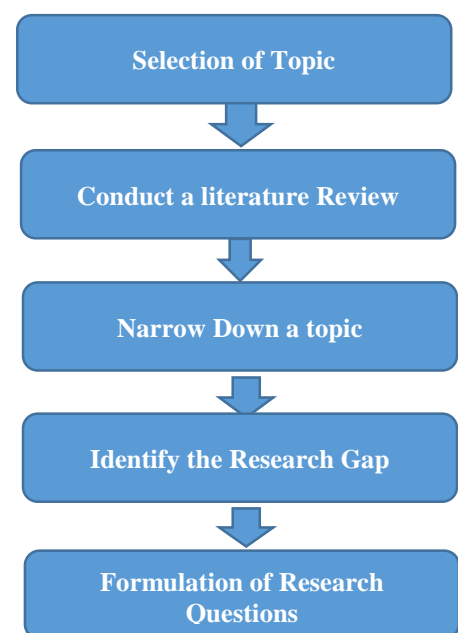 Selection of Topic
Conduct a literature Review
Narrow Down a topic
Identify the Research Gap
Formulation of Research
Questions